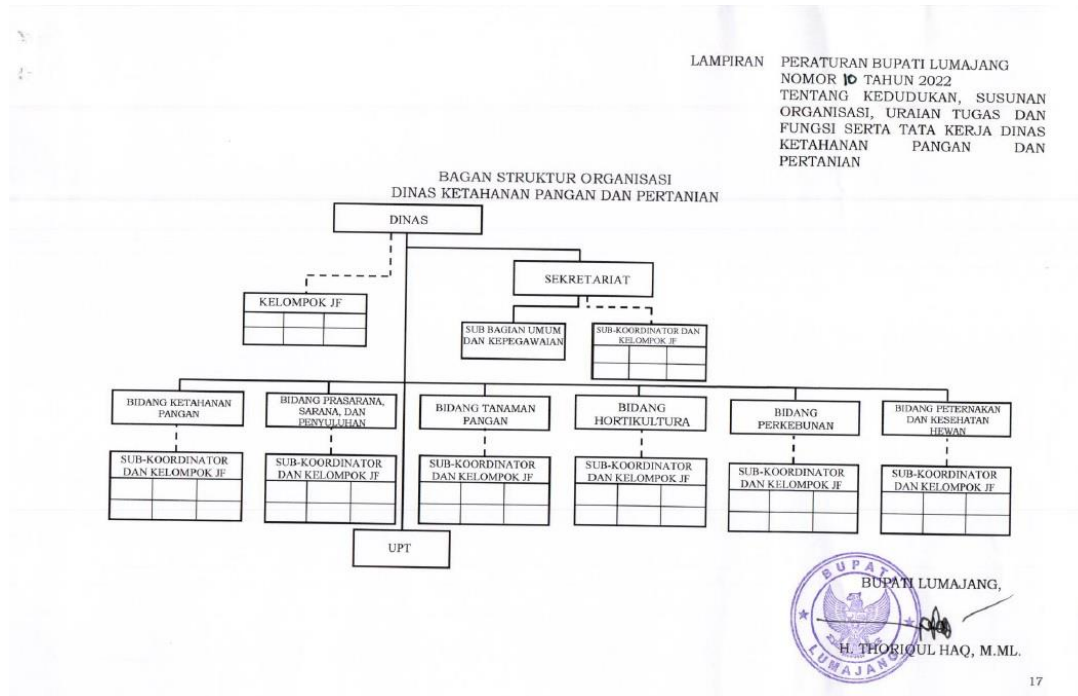 LAMPIRAN PERATURAN BUPATI LUMAJANG
NOMOR 10 TAHUN 2022
TENTANG KEDUDUKAN, SUSUNAN
ORGANISASI, URAIAN TUGAS DAN
FUNGSI SERTA TATA KERJA DINAS
KETAHANAN PANGAN DAN
PERTANIAN
BAGAN STRUKTUR ORGANISASI
DINAS KETAHANAN PANGAN DAN PERTANIAN
DINAS
SEKRETARIAT
KELOMPOK JF
SUB BAGIAN UMUM
DAN KEPEGAWAIAN
SUB-KOORDINATOR DAN
KELOMPOK JF
BIDANG KETAHANAN
PANGAN
BIDANG PRASARANA,
SARANA, DAN
PENYULUHAN
BIDANG TANAMAN
PANGAN
BIDANG
HORTIKULTURA
BIDANG
PERKEBUNAN
BIDANG PETERNAKAN
DAN KESEHATAN
HEWAN
SUB-KOORDINATOR
DAN KELOMPOK JF
SUB-KOORDINATOR
DAN KELOMPOK JF
SUB-KOORDINATOR
DAN KELOMPOK JF
SUB-KOORDINATOR
DAN KELOMPOK JF
SUB-KOORDINATOR
DAN KELOMPOK JF
SUB-KOORDINATOR
DAN KELOMPOK JF
UPT
BUPATI
LUMAJANG
BUPATI LUMAJANG,
H. THORIQUL HAQ, M.ML.
17